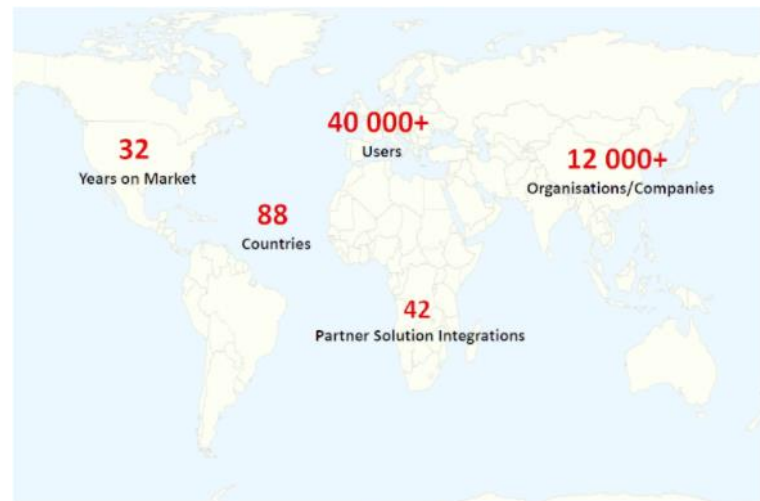 40 000+
Users
32
Years on Market
12 000+
Organisations/Companies
88
Countries
42
Partner Solution Integrations